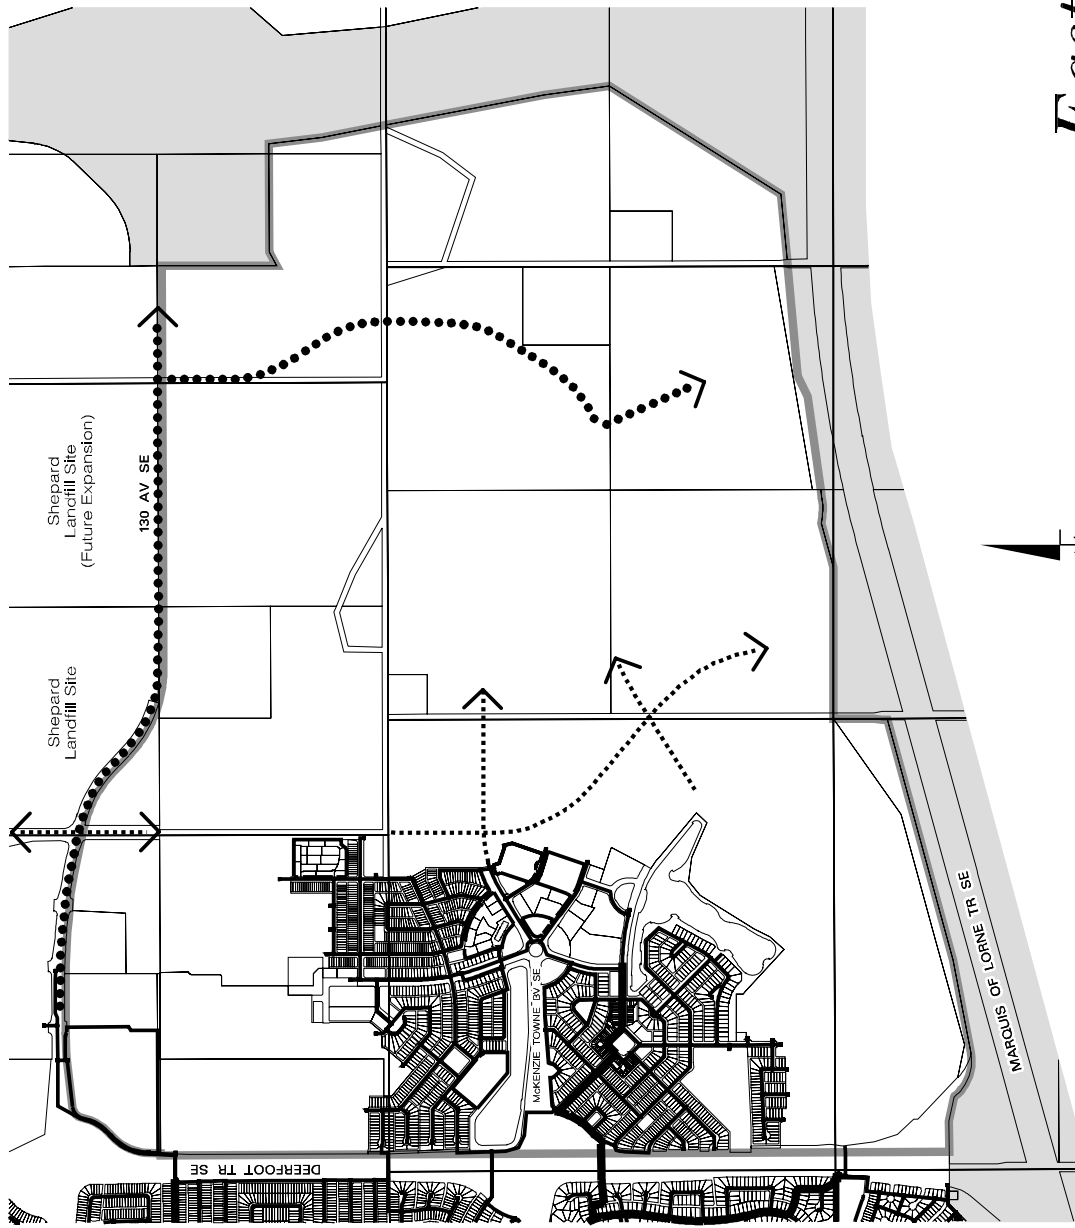 Shepard
Landfill Site
(Future Expansion)
130 AV SE
Shepard
Landfill Site
McKENZIE TOWNE BV SE
MARQUIS OF LORNE TR SE
DEERFOOT TR SE